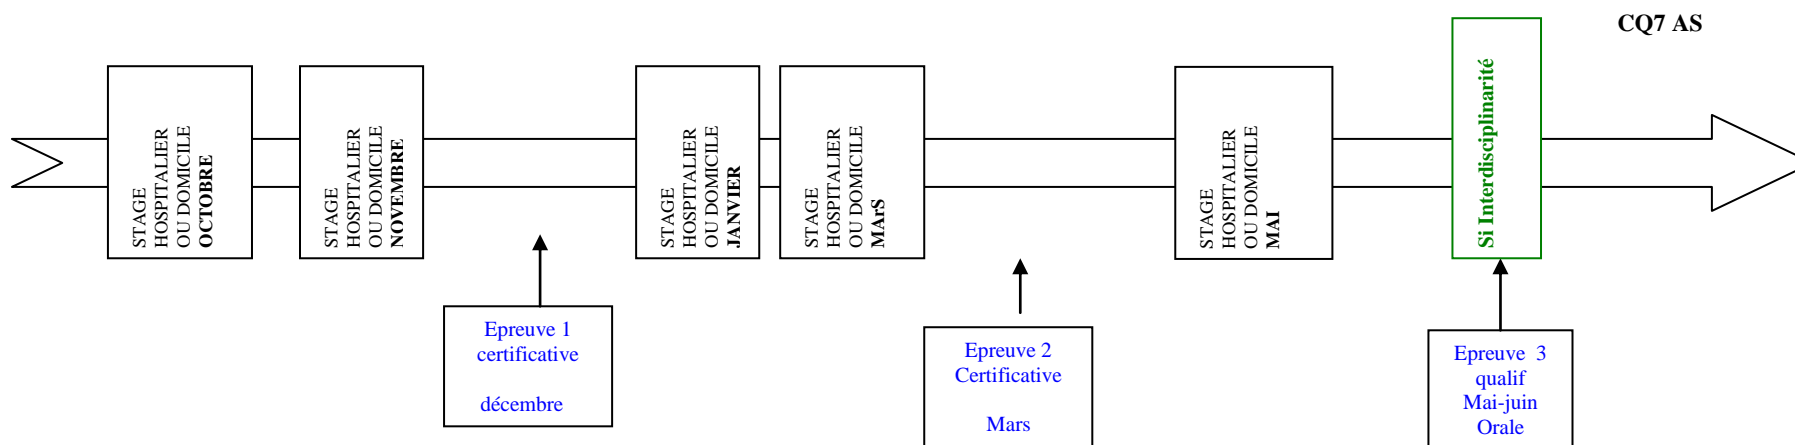 CQ7 AS
STAGE
HOSPITALIER
OU DOMICILE
OCTOBRE
STAGE
HOSPITALIER
OU DOMICILE
NOVEMBRE
STAGE
HOSPITALIER
OU DOMICILE
JANVIER
STAGE
HOSPITALIER
OU DOMICILE
MArS
STAGE
HOSPITALIER
OU DOMICILE
MAI
Si Interdisciplinarité
Epreuve 1
certificative
décembre
Epreuve 2
Certificative
Mars
Epreuve 3
qualif
Mai-juin
Orale